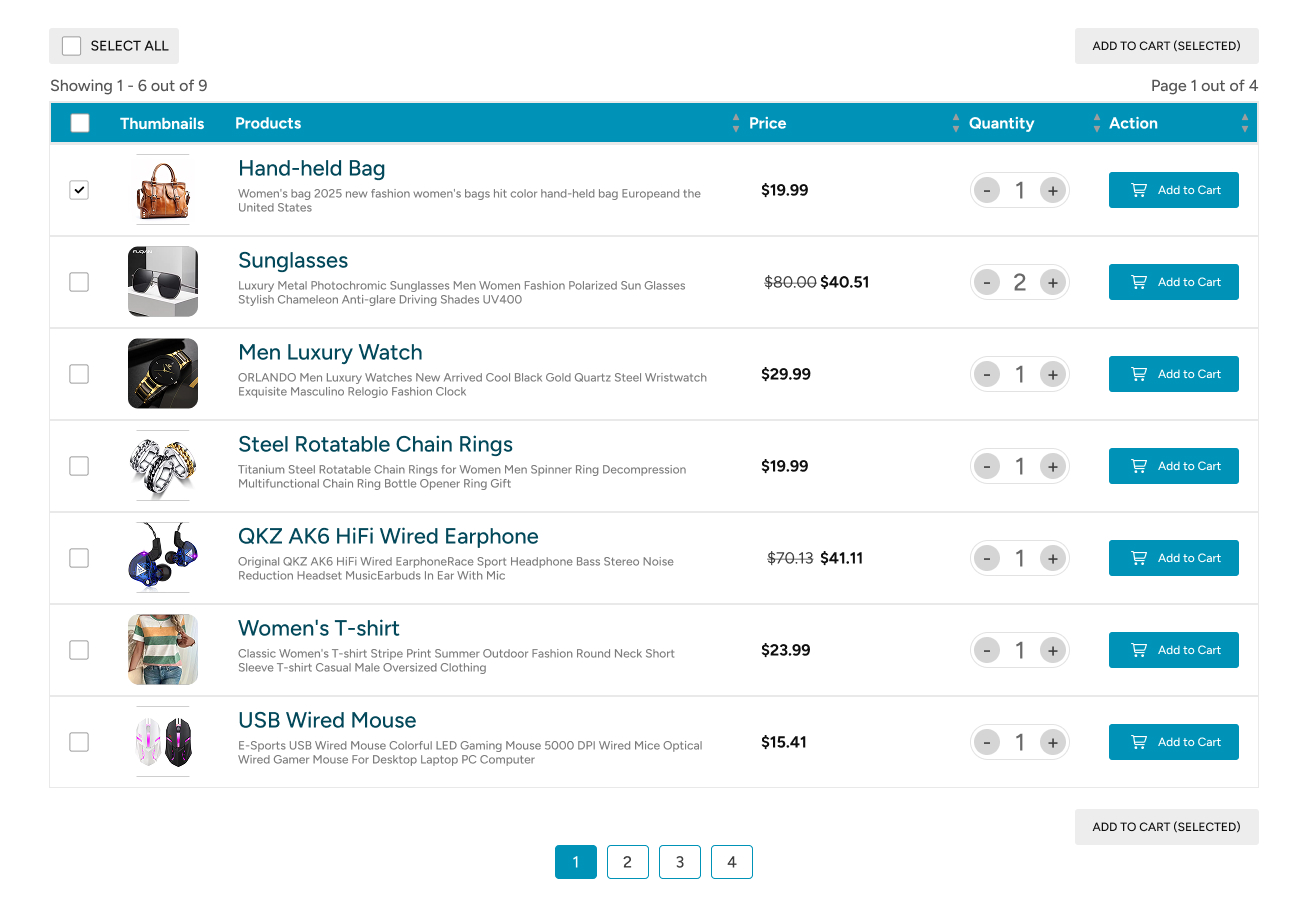 SELECT ALL
ADD TO CART (SELECTED)
Showing 1 - 6 out of 9
Page 1 out of 4
Thumbnails Products Price Quantity Action
Hand-held Bag
Women's bag 2025 new fashion women's bags hit color hand-held bag Europeand the
United States
$19.99
- 1 +
Add to Cart
Sunglasses
Luxury Metal Photochromic Sunglasses Men Women Fashion Polarized Sun Glasses
Stylish Chameleon Anti-glare Driving Shades UV400
$80.00 $40.51
- 2 +
Add to Cart
Men Luxury Watch
ORLANDO Men Luxury Watches New Arrived Cool Black Gold Quartz Steel Wristwatch
Exquisite Masculino Relogio Fashion Clock
$29.99
- 1 +
Add to Cart
Steel Rotatable Chain Rings
Titanium Steel Rotatable Chain Rings for Women Men Spinner Ring Decompression
Multifunctional Chain Ring Bottle Opener Ring Gift
$19.99
- 1 +
Add to Cart
QKZ AK6 HiFi Wired Earphone
Original QKZ AK6 HiFi Wired EarphoneRace Sport Headphone Bass Stereo Noise
Reduction Headset MusicEarbuds In Ear With Mic
$70.13 $41.11
- 1 +
Add to Cart
Women's T-shirt
Classic Women's T-shirt Stripe Print Summer Outdoor Fashion Round Neck Short
Sleeve T-shirt Casual Male Oversized Clothing
$23.99
- 1 +
Add to Cart
USB Wired Mouse
E-Sports USB Wired Mouse Colorful LED Gaming Mouse 5000 DPI Wired Mice Optical
Wired Gamer Mouse For Desktop Laptop PC Computer
$15.41
- 1 +
Add to Cart
ADD TO CART (SELECTED)
1 2 3 4